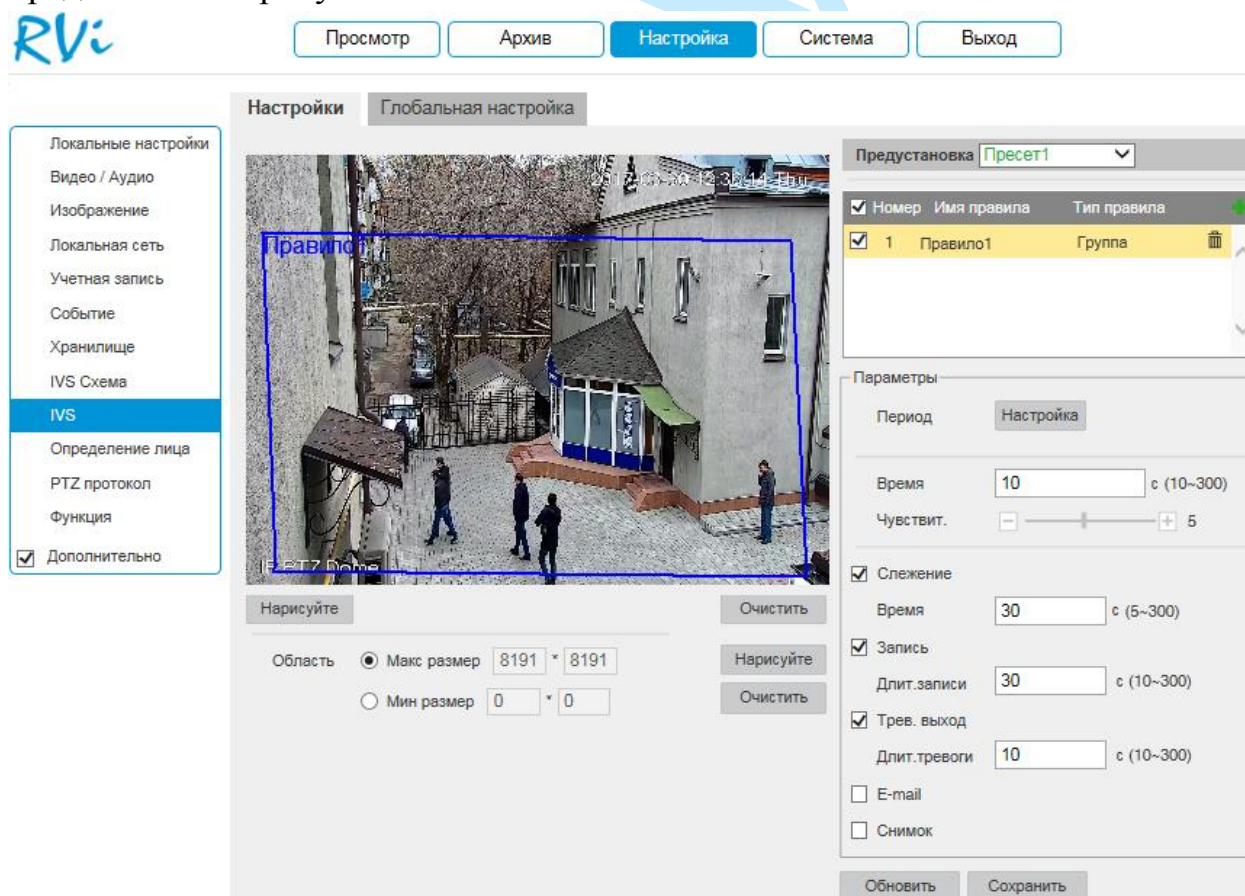 RVi
Просмотр Архив Настройка Система Выход
Настройки Глобальная настройка
Локальные настройки
Видео / Аудио
Изображение
Локальная сеть
Учетная запись
Событие
Хранилище
IVS Схема
IVS
Определение лица
PTZ протокол
Функция
Дополнительно
Правило1
IP PTZ Dome
Нарисуйте Очистить
Область Макс размер 8191 * 8191 Нарисуйте
Мин размер 0 * 0 Очистить
Предустановка Пресет1
Номер Имя правила Тип правила
1 Правило1 Группа
Параметры
Период Настройка
Время 10 с (10~300)
Чувствит. - + 5
Слежение
Время 30 с (5~300)
Запись
Длит.записи 30 с (10~300)
Трев. выход
Длит.тревоги 10 с (10~300)
E-mail
Снимок
Обновить Сохранить